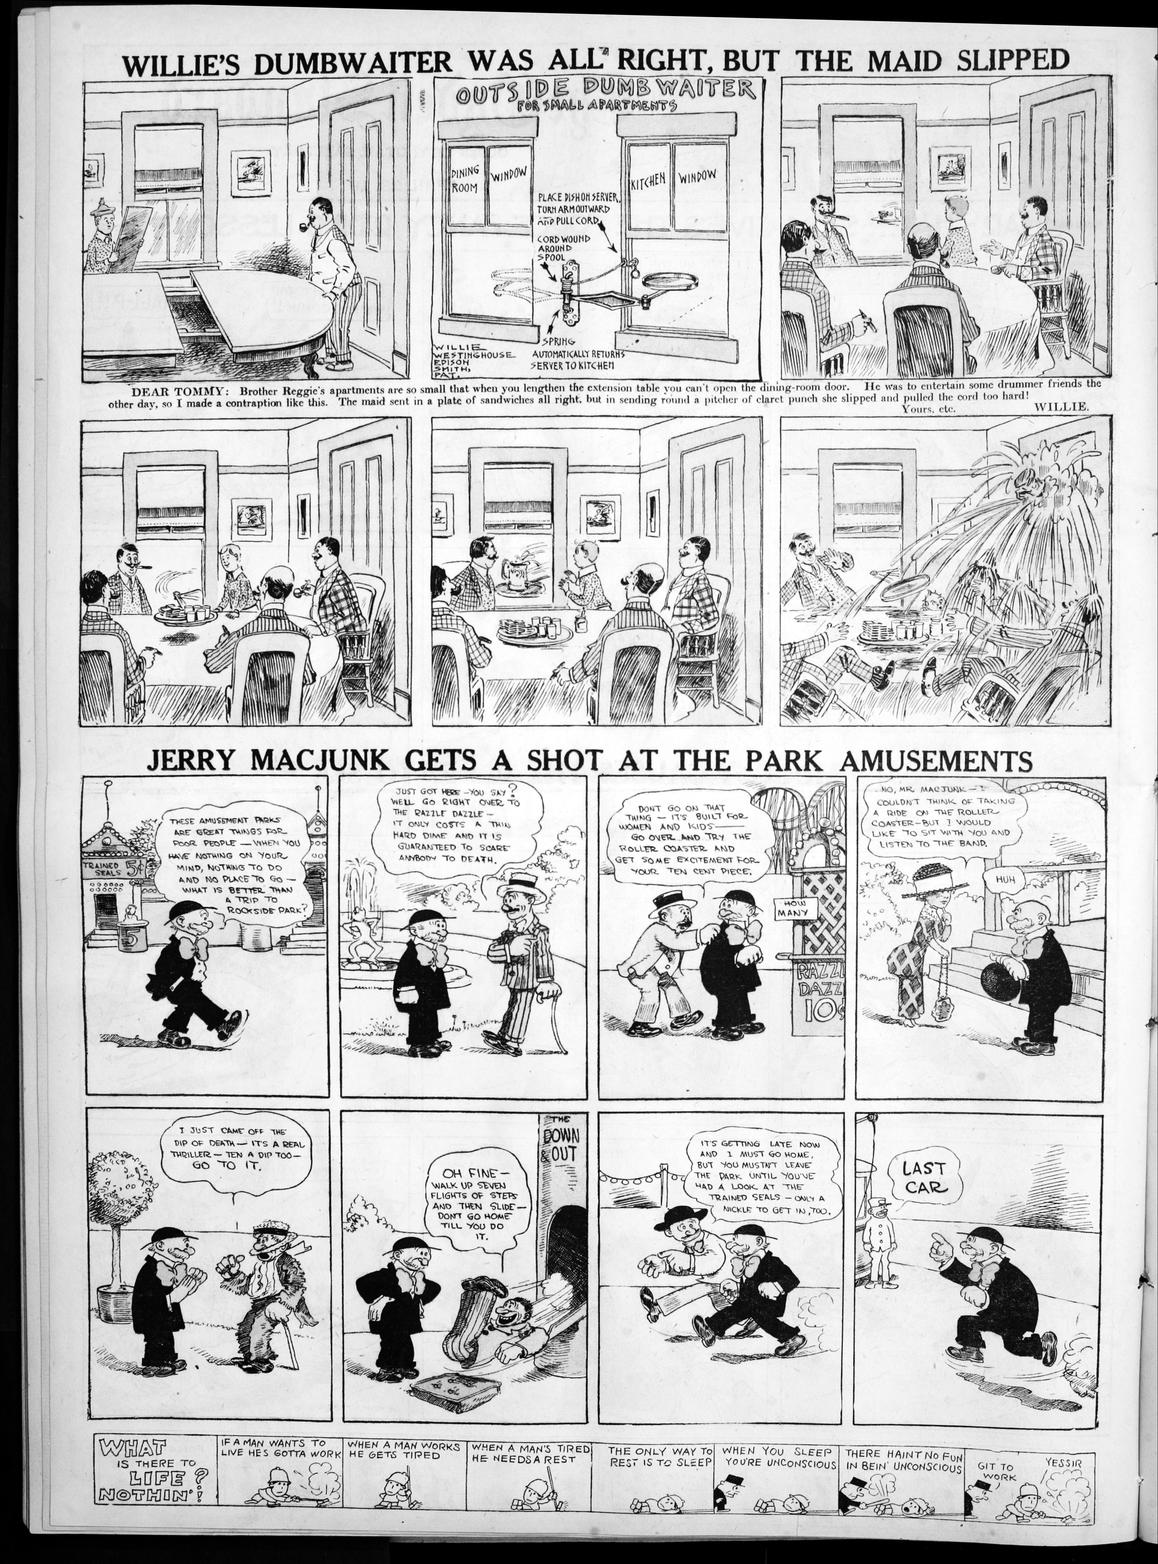 WILLIE'S DUMBWAITER WAS ALL RIGHT, BUT THE MAID SLIPPED
OUTSIDE DUMBWAITER
FOR SMALL APARTMENTS
DINING
ROOM
WINDOW
KITCHEN
WINDOW
PLACE DISH ON SERVER,
TURN ARM OUTWARD
AND PULL CORD
CORD WOUND
AROUND
SPOOL
SPRING
AUTOMATICALLY RETURNS
SERVER TO KITCHEN
WILLIE
WESTINGHOUSE
EDISON
SMITH,
PAT.
DEAR TOMMY: Brother Reggie's apartments are so small that when you lengthen the extension table you can't open the dining-room door. He was to entertain some drummer friends the
other day, so I made a contraption like this. The maid sent in a plate of sandwiches all right, but in sending round a pitcher of claret punch she slipped and pulled the cord too hard!
Yours, etc. WILLIE.
JERRY MACJUNK GETS A SHOT AT THE PARK AMUSEMENTS
THESE AMUSEMENT PARKS
ARE GREAT THINGS FOR
POOR PEOPLE — WHEN YOU
HAVE NOTHING ON YOUR
MIND, NOTHING TO DO
AND NO PLACE TO GO —
WHAT IS BETTER THAN
A TRIP TO
ROCKSIDE PARK?
TRAINED
SEALS 5¢
5
JUST GOT HERE — YOU SAY?
WELL GO RIGHT OVER TO
THE RAZZLE DAZZLE —
IT ONLY COSTS A THIN
HARD DIME AND IT IS
GUARANTEED TO SCARE
ANYBODY TO DEATH.
DON'T GO ON THAT
THING — IT'S BUILT FOR
WOMEN AND KIDS —
GO OVER AND TRY THE
ROLLER COASTER AND
GET SOME EXCITEMENT FOR
YOUR TEN CENT PIECE.
HOW
MANY
RAZZL
DAZZ
10¢
NO, MR. MACJUNK — I
COULDN'T THINK OF TAKING
A RIDE ON THE ROLLER
COASTER — BUT I WOULD
LIKE TO SIT WITH YOU AND
LISTEN TO THE BAND.
HUH
I JUST CAME OFF THE
DIP OF DEATH — IT'S A REAL
THRILLER — TEN A DIP TOO —
GO TO IT.
THE
DOWN
& OUT
OH FINE —
WALK UP SEVEN
FLIGHTS OF STEPS
AND THEN SLIDE —
DON'T GO HOME
TILL YOU DO
IT.
IT'S GETTING LATE NOW
AND I MUST GO HOME,
BUT YOU MUSTN'T LEAVE
THE PARK UNTIL YOU'VE
HAD A LOOK AT THE
TRAINED SEALS — ONLY A
NICKLE TO GET IN, TOO.
LAST
CAR
WHAT
IS THERE TO
LIFE?
NOTHIN'!
IF A MAN WANTS TO
LIVE HES GOTTA WORK
WHEN A MAN WORKS
HE GETS TIRED
WHEN A MAN'S TIRED
HE NEEDS A REST
THE ONLY WAY TO
REST IS TO SLEEP
WHEN YOU SLEEP
YOU'RE UNCONSCIOUS
THERE HAINT NO FUN
IN BEIN' UNCONSCIOUS
GIT TO
WORK
YESSIR